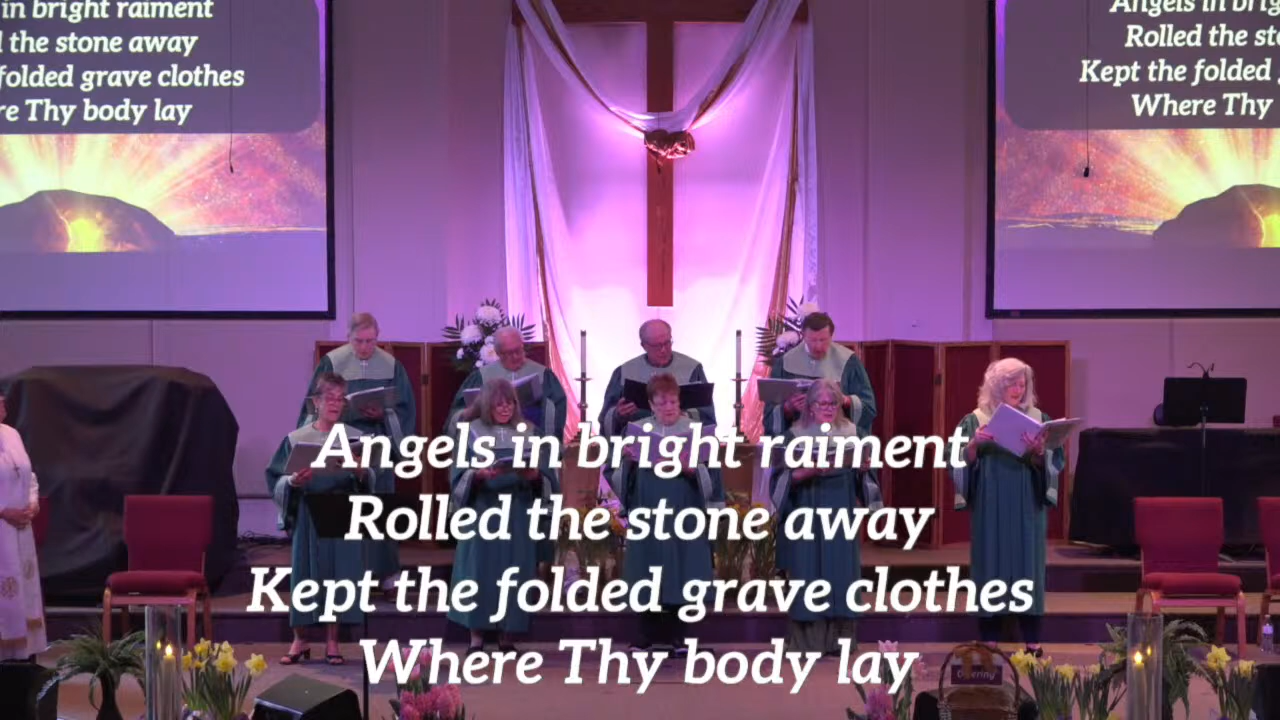 in bright raiment
the stone away
folded grave clothes
Thy body lay
Angels in
Rolled the
Kept the folded
Where Thy
Angels in bright raiment
Rolled the stone away
Kept the folded grave clothes
Where Thy body lay